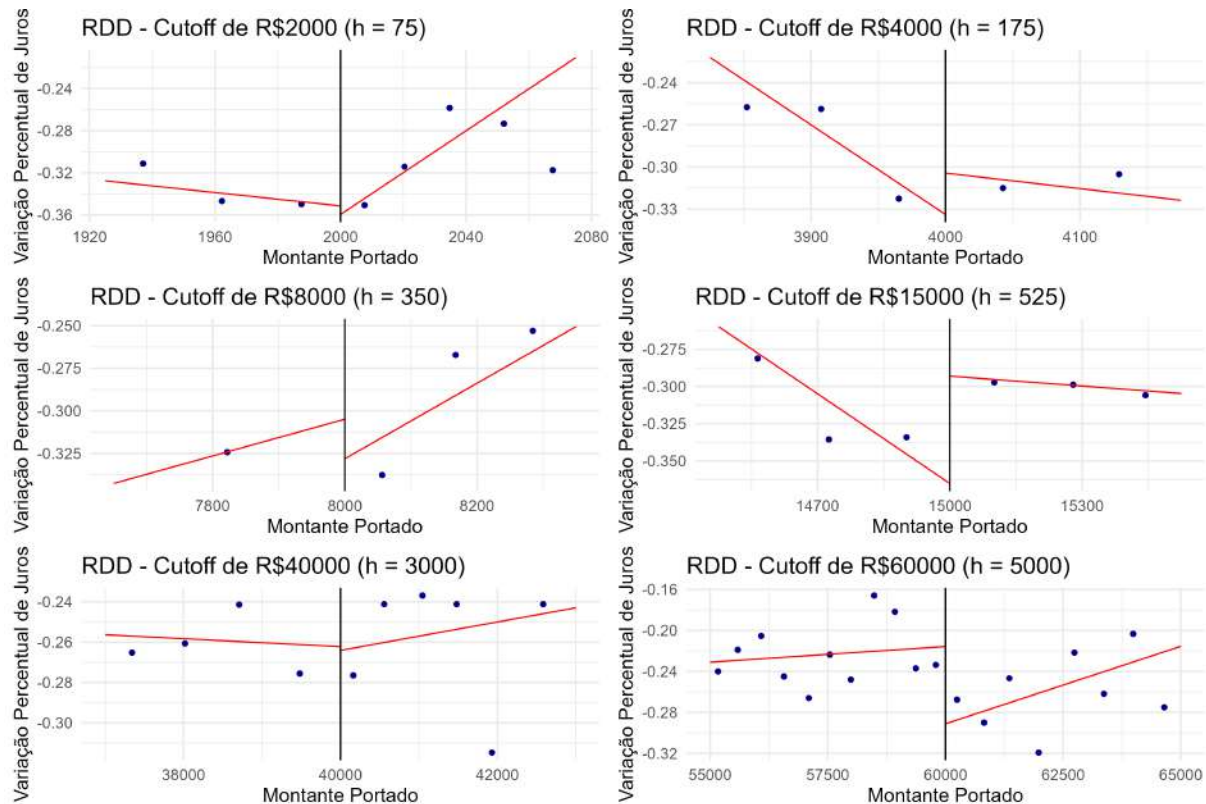 RDD - Cutoff de R$2000 (h = 75)
Variação Percentual de Juros
-0.24
-0.28
-0.32
-0.36
1920 1960 2000 2040 2080
Montante Portado
RDD - Cutoff de R$4000 (h = 175)
Variação Percentual de Juros
-0.24
-0.27
-0.30
-0.33
3900 4000 4100
Montante Portado
RDD - Cutoff de R$8000 (h = 350)
Variação Percentual de Juros
-0.250
-0.275
-0.300
-0.325
7800 8000 8200
Montante Portado
RDD - Cutoff de R$15000 (h = 525)
Variação Percentual de Juros
-0.275
-0.300
-0.325
-0.350
14700 15000 15300
Montante Portado
RDD - Cutoff de R$40000 (h = 3000)
Variação Percentual de Juros
-0.24
-0.26
-0.28
-0.30
38000 40000 42000
Montante Portado
RDD - Cutoff de R$60000 (h = 5000)
Variação Percentual de Juros
-0.16
-0.20
-0.24
-0.28
-0.32
55000 57500 60000 62500 65000
Montante Portado